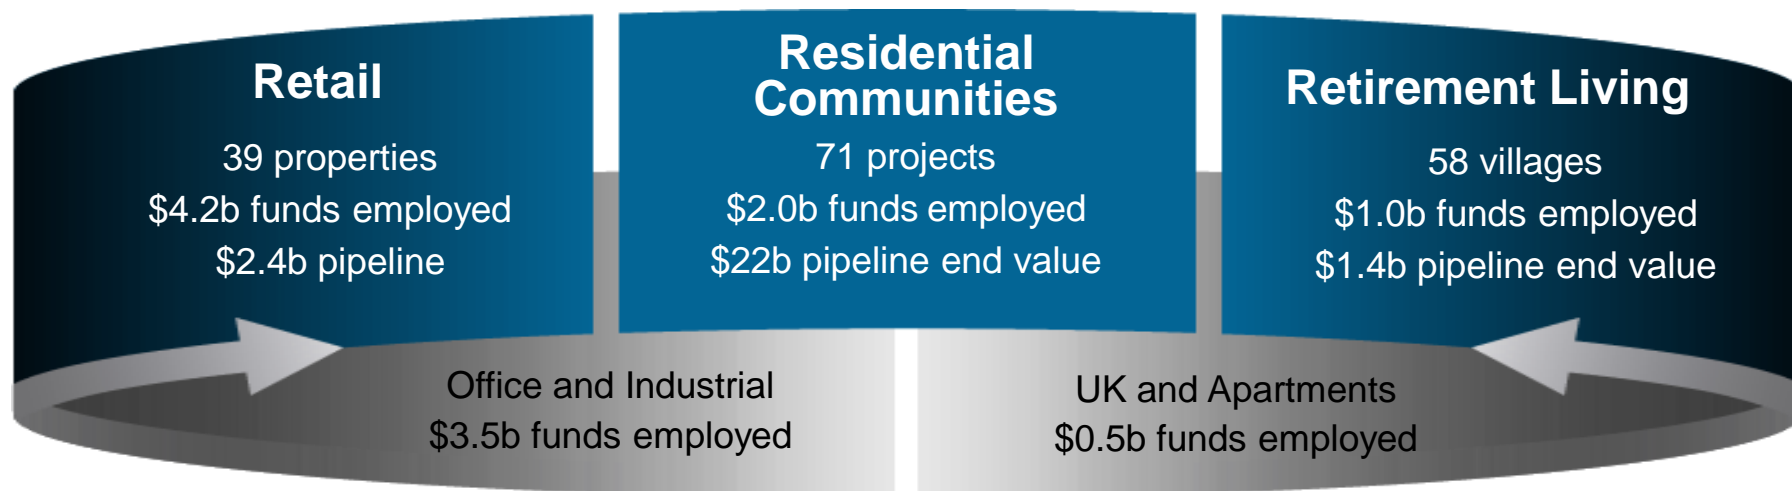 Retail
39 properties
$4.2b funds employed
$2.4b pipeline
Residential
Communities
71 projects
$2.0b funds employed
$22b pipeline end value
Retirement Living
58 villages
$1.0b funds employed
$1.4b pipeline end value
Office and Industrial
$3.5b funds employed
UK and Apartments
$0.5b funds employed